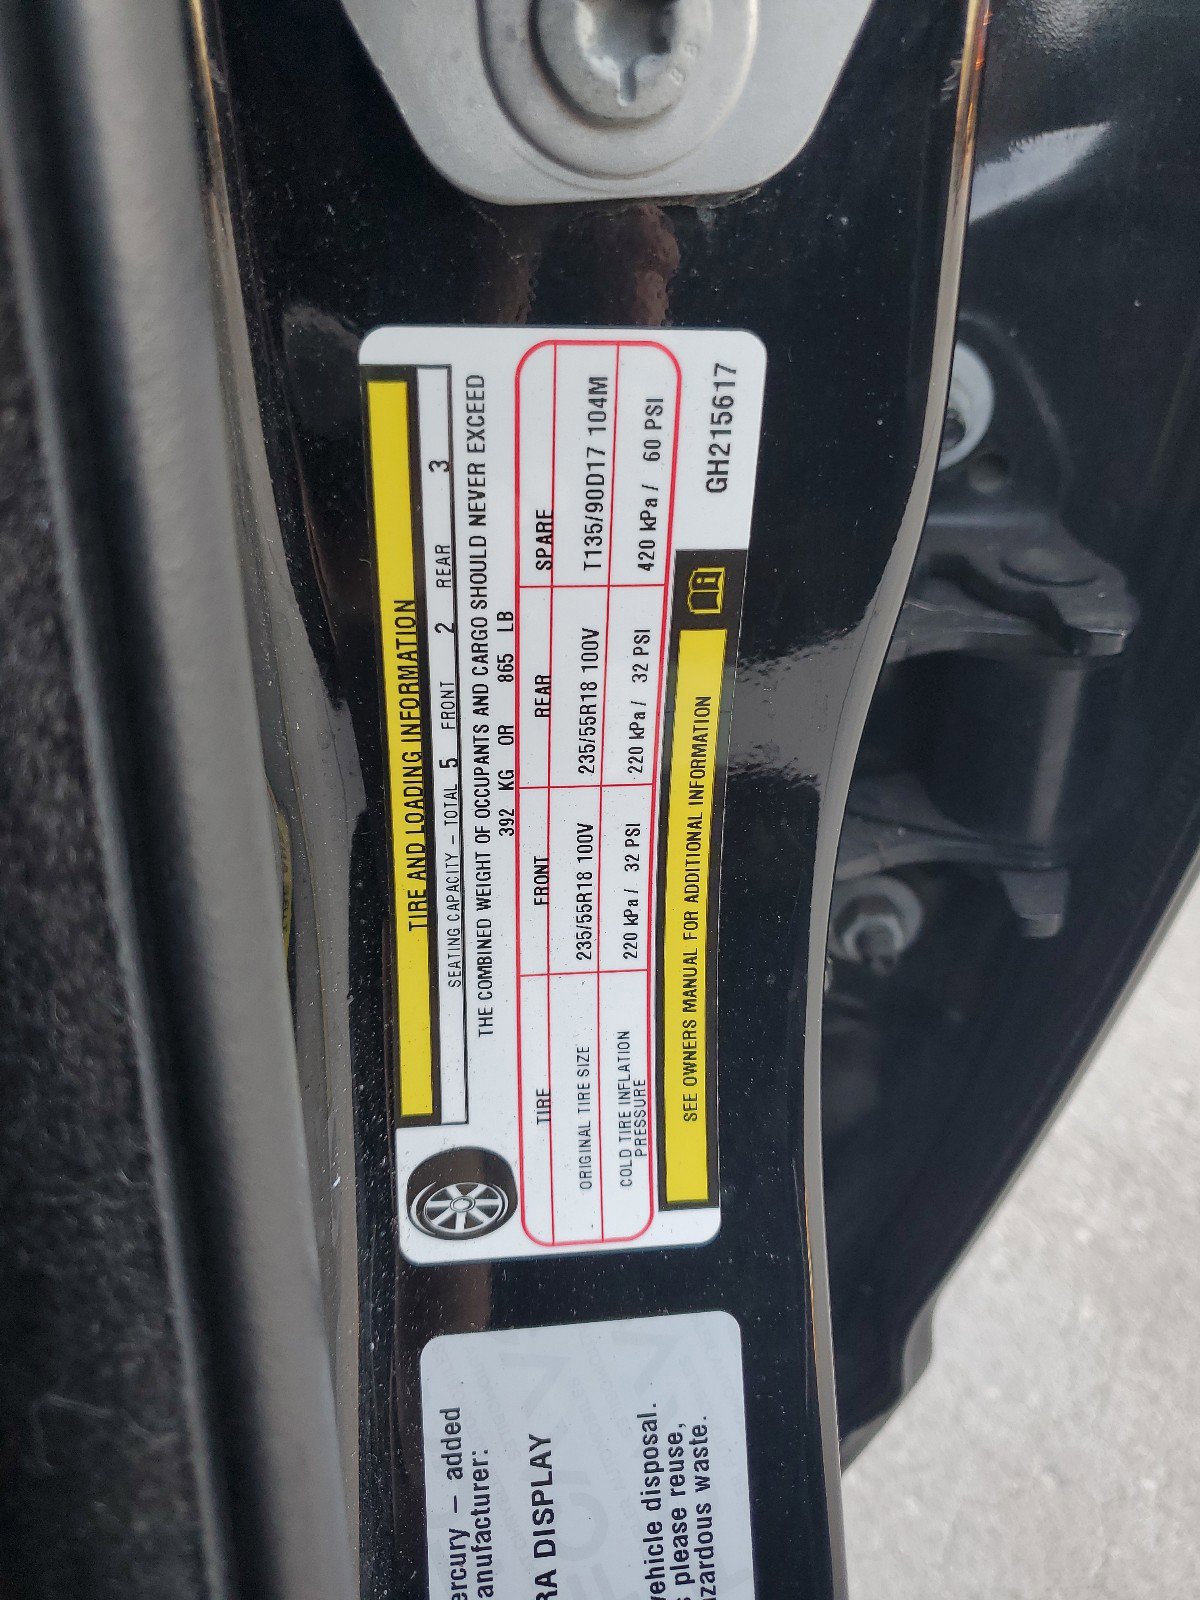 TIRE AND LOADING INFORMATION
SEATING CAPACITY – TOTAL 5 FRONT 2 REAR 3
THE COMBINED WEIGHT OF OCCUPANTS AND CARGO SHOULD NEVER EXCEED
392 KG OR 865 LB
TIRE FRONT REAR SPARE
ORIGINAL TIRE SIZE 235/55R18 100V 235/55R18 100V T135/90D17 104M
COLD TIRE INFLATION
PRESSURE 220 kPa / 32 PSI 220 kPa / 32 PSI 420 kPa / 60 PSI
SEE OWNERS MANUAL FOR ADDITIONAL INFORMATION
GH215617
ercury – added
anufacturer:
RA DISPLAY
vehicle disposal.
please reuse,
azardous waste.